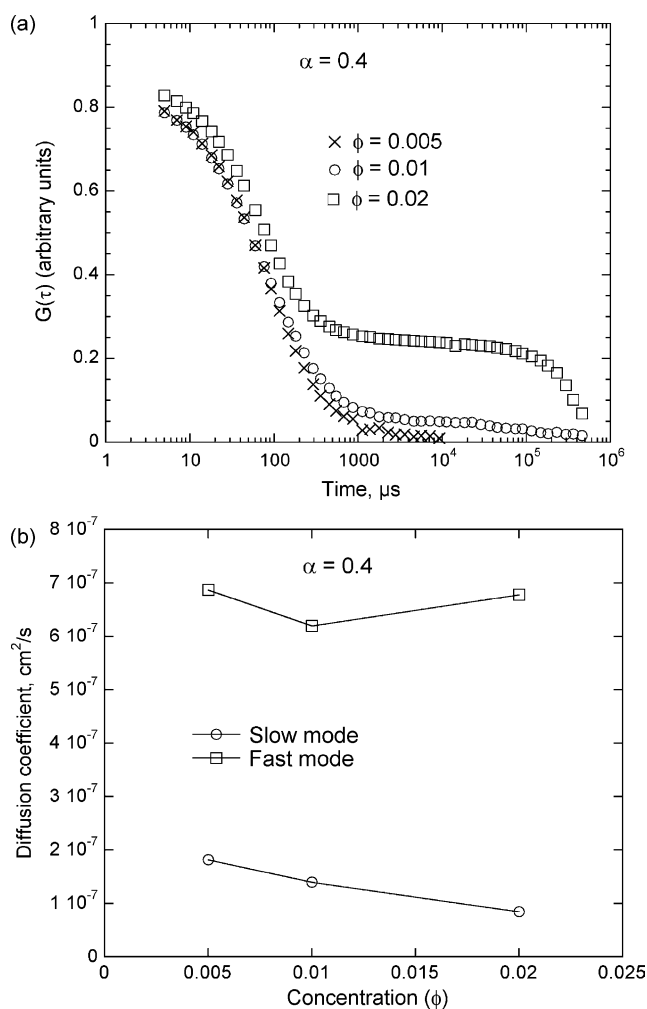 (a)
1
0.8
0.6
0.4
0.2
0
G(τ) (arbitrary units)
α = 0.4
ϕ = 0.005
ϕ = 0.01
ϕ = 0.02
1 10 100 1000 10⁴ 10⁵ 10⁶
Time, µs
(b)
8 10⁻⁷
7 10⁻⁷
6 10⁻⁷
5 10⁻⁷
4 10⁻⁷
3 10⁻⁷
2 10⁻⁷
1 10⁻⁷
0
Diffusion coefficient, cm²/s
α = 0.4
Slow mode
Fast mode
0 0.005 0.01 0.015 0.02 0.025
Concentration (ϕ)